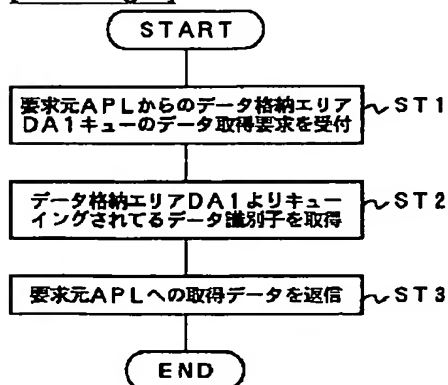 START
要求元APLからのデータ格納エリア
DA1キューのデータ取得要求を受付
ST1
データ格納エリアDA1よりキュー
イングされてるデータ識別子を取得
ST2
要求元APLへの取得データを返信
ST3
END